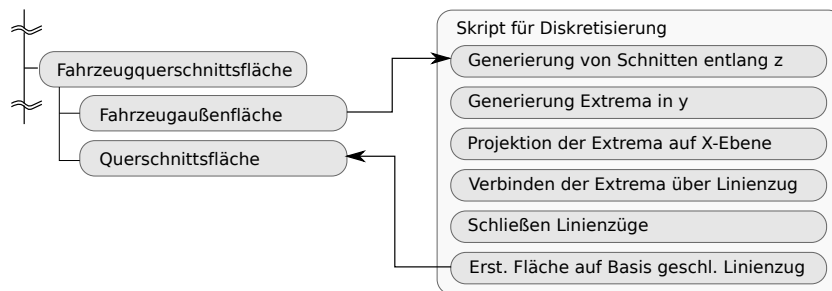 Fahrzeugquerschnittsfläche
Fahrzeugaußenfläche
Querschnittsfläche
Skript für Diskretisierung
Generierung von Schnitten entlang z
Generierung Extrema in y
Projektion der Extrema auf X-Ebene
Verbinden der Extrema über Linienzug
Schließen Linienzüge
Erst. Fläche auf Basis geschl. Linienzug